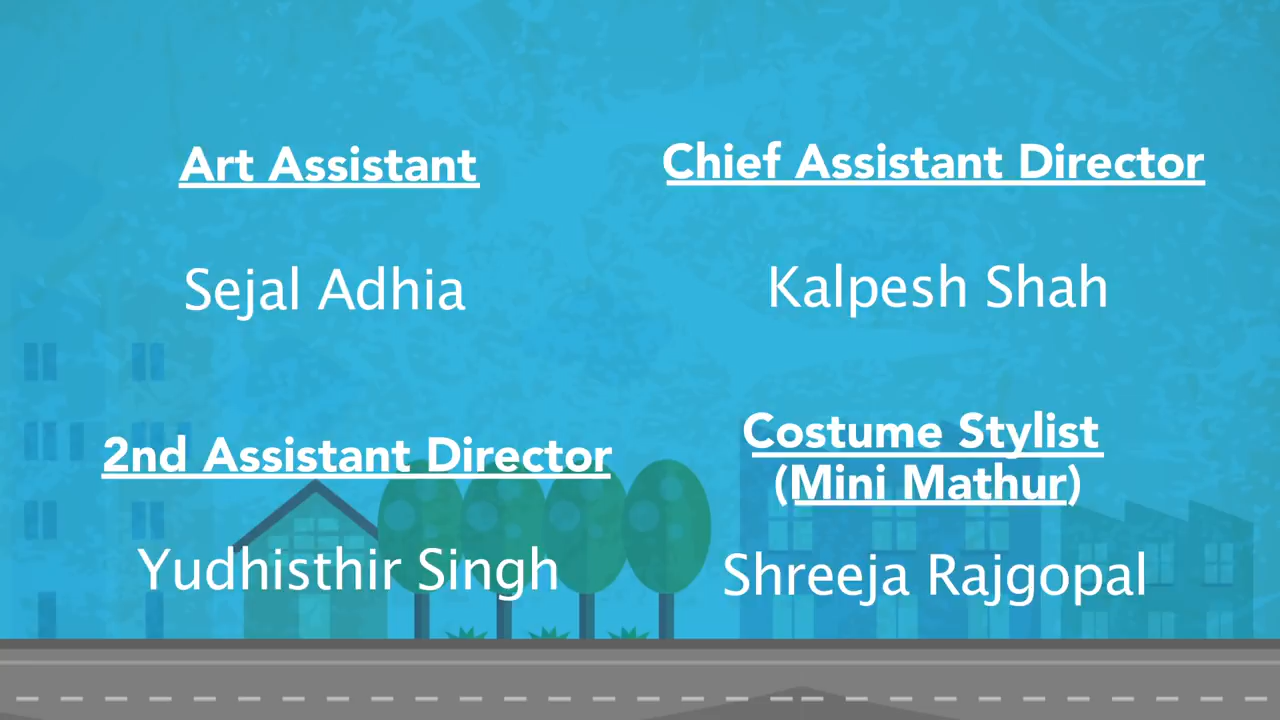 Art Assistant
Sejal Adhia
Chief Assistant Director
Kalpesh Shah
2nd Assistant Director
Yudhisthir Singh
Costume Stylist
(Mini Mathur)
Shreeja Rajgopal